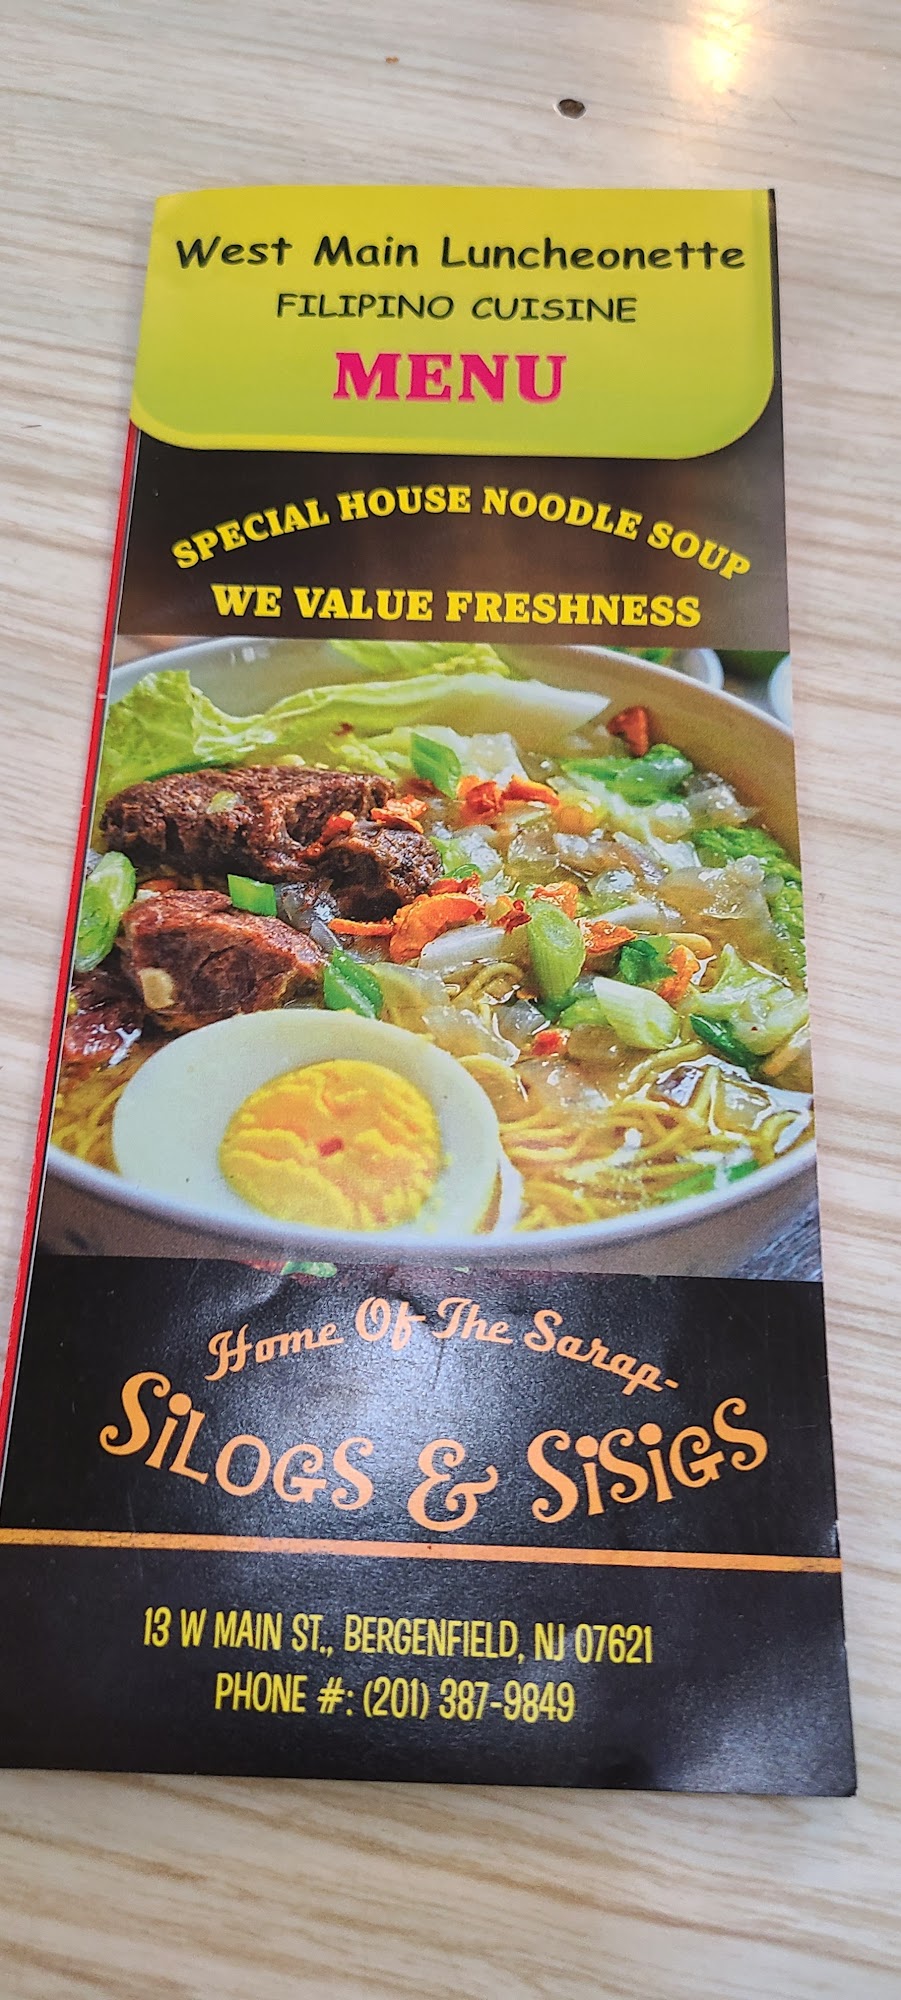 West Main Luncheonette
FILIPINO CUISINE
MENU
SPECIAL HOUSE NOODLE SOUP
WE VALUE FRESHNESS
Home Of The Sarap-
SiLOGS & SiSiGS
13 W MAIN ST., BERGENFIELD, NJ 07621
PHONE #: (201) 387-9849